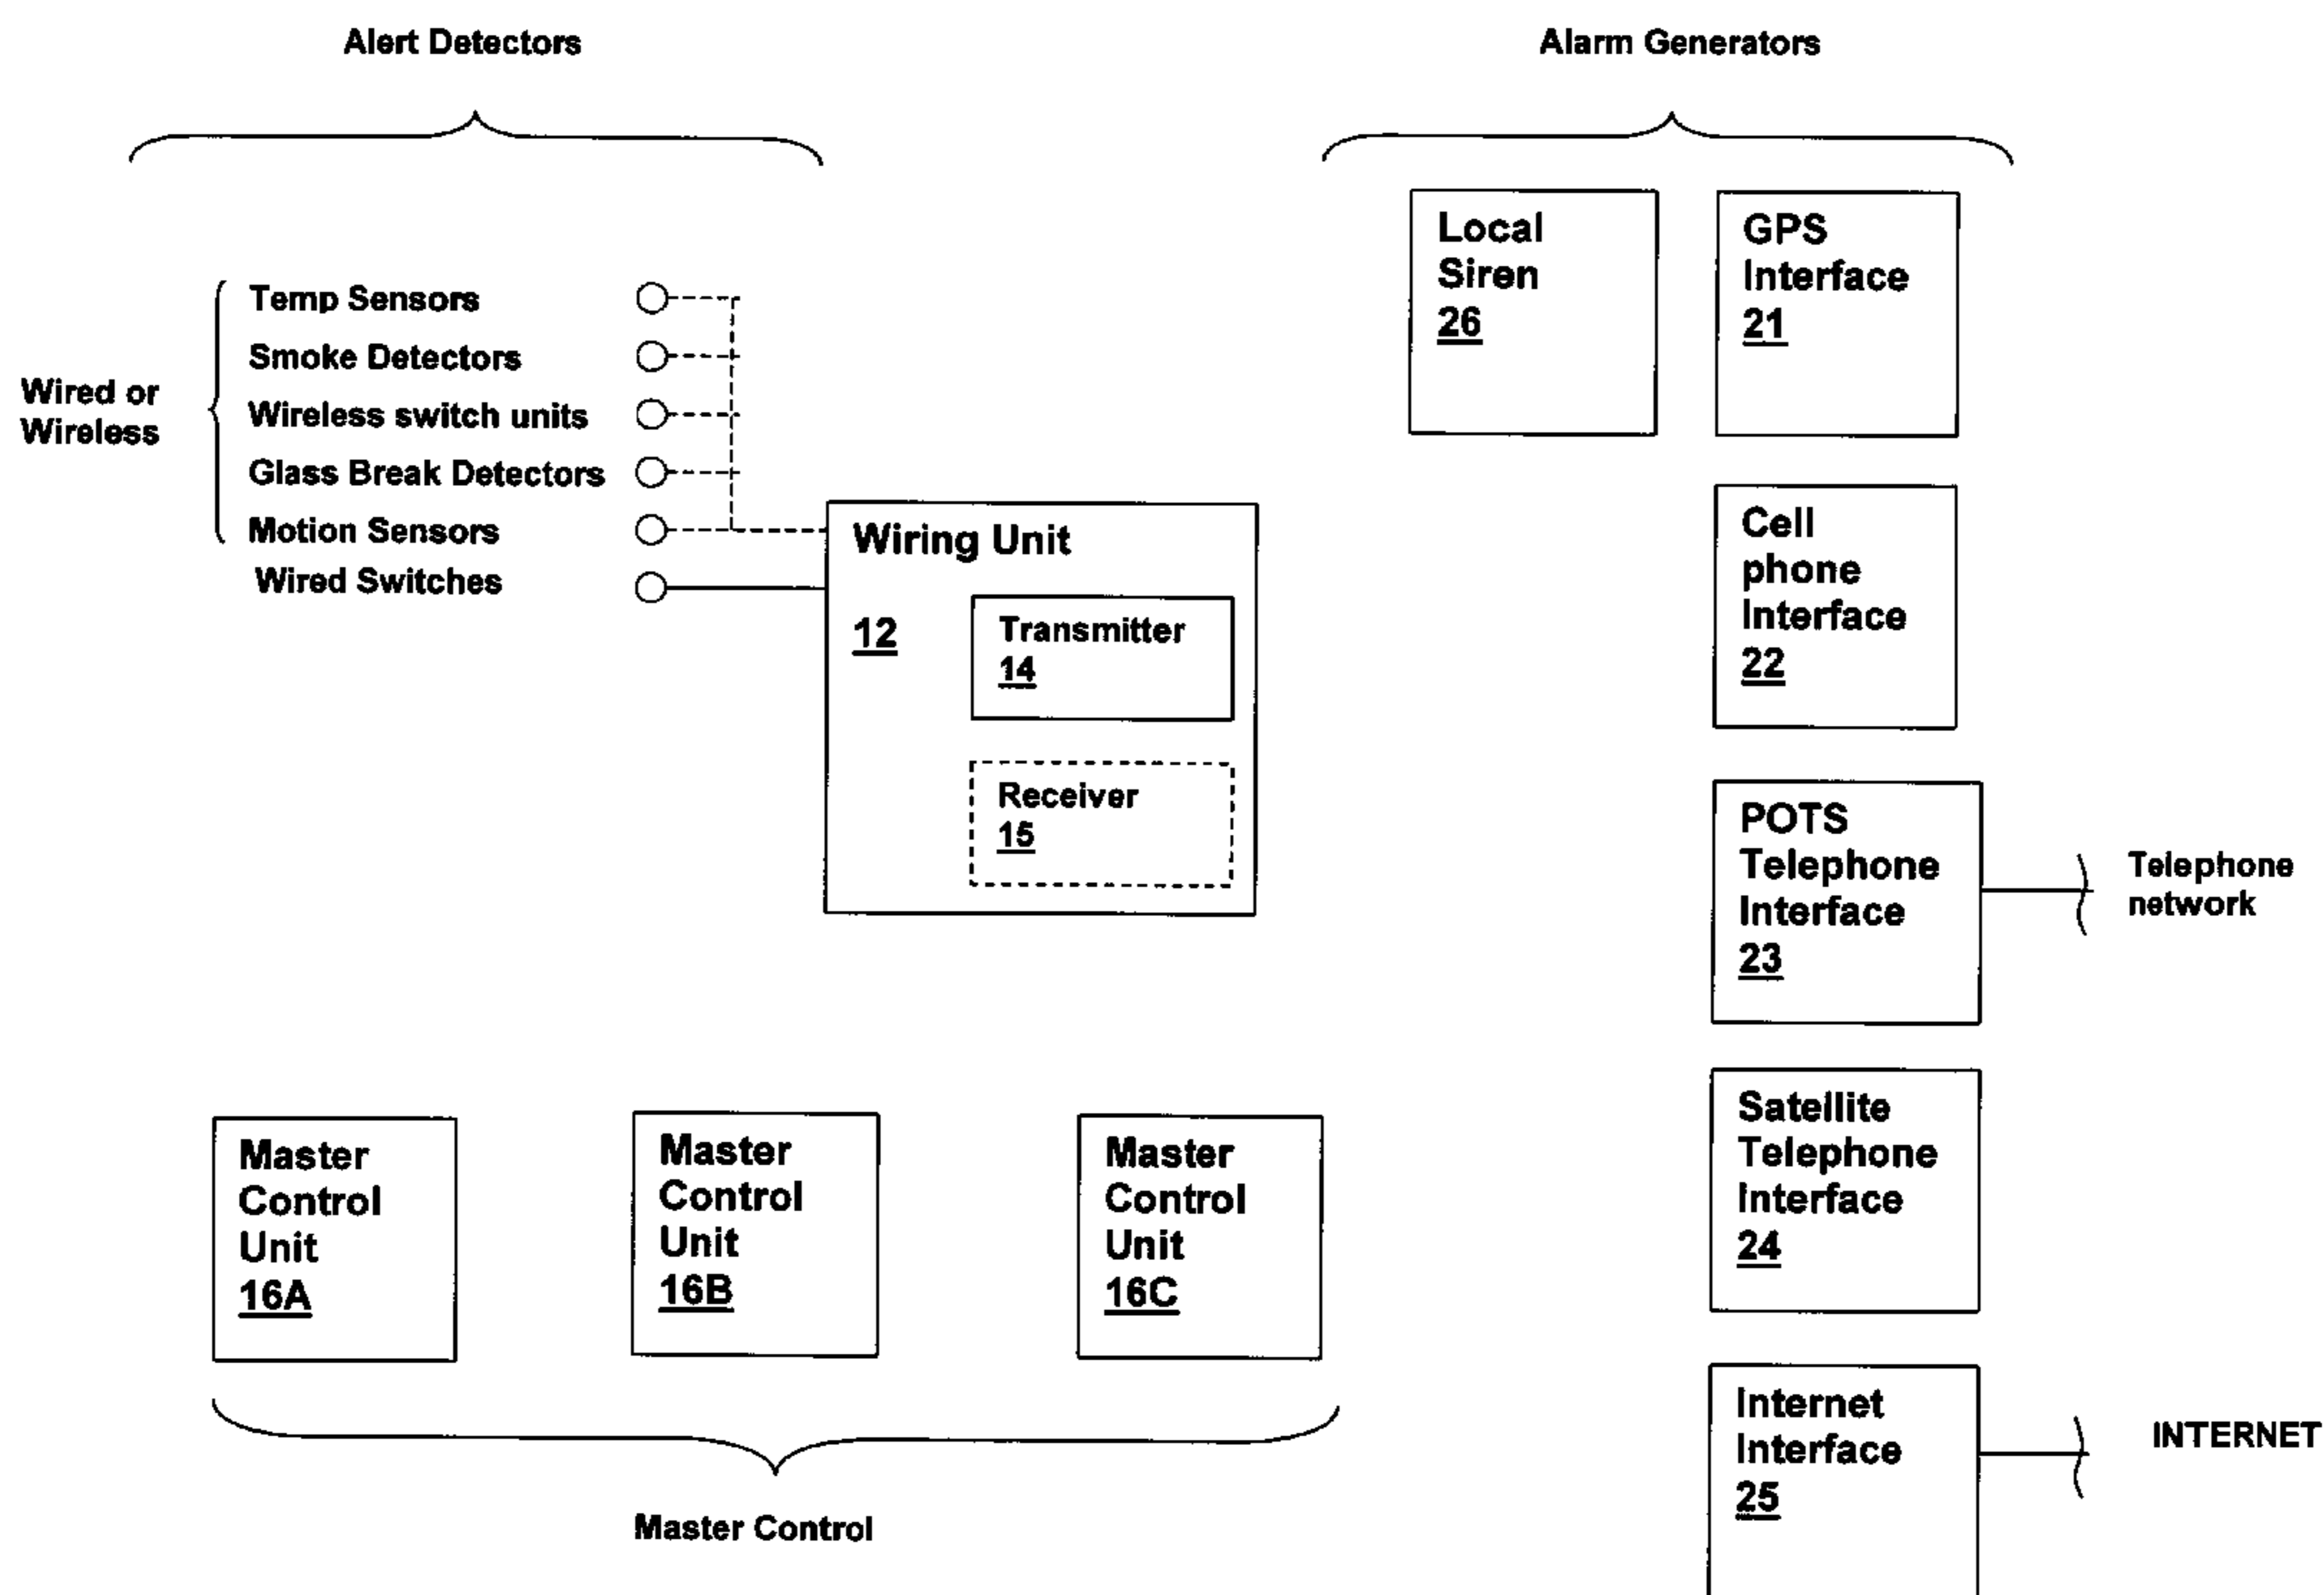 Alert Detectors
Alarm Generators
Wired or
Wireless
Temp Sensors
Smoke Detectors
Wireless switch units
Glass Break Detectors
Motion Sensors
Wired Switches
Wiring Unit
12
Transmitter
14
Receiver
15
Local
Siren
26
GPS
Interface
21
Cell
phone
Interface
22
POTS
Telephone
Interface
23
Telephone
network
Satellite
Telephone
Interface
24
Internet
Interface
25
INTERNET
Master
Control
Unit
16A
Master
Control
Unit
16B
Master
Control
Unit
16C
Master Control